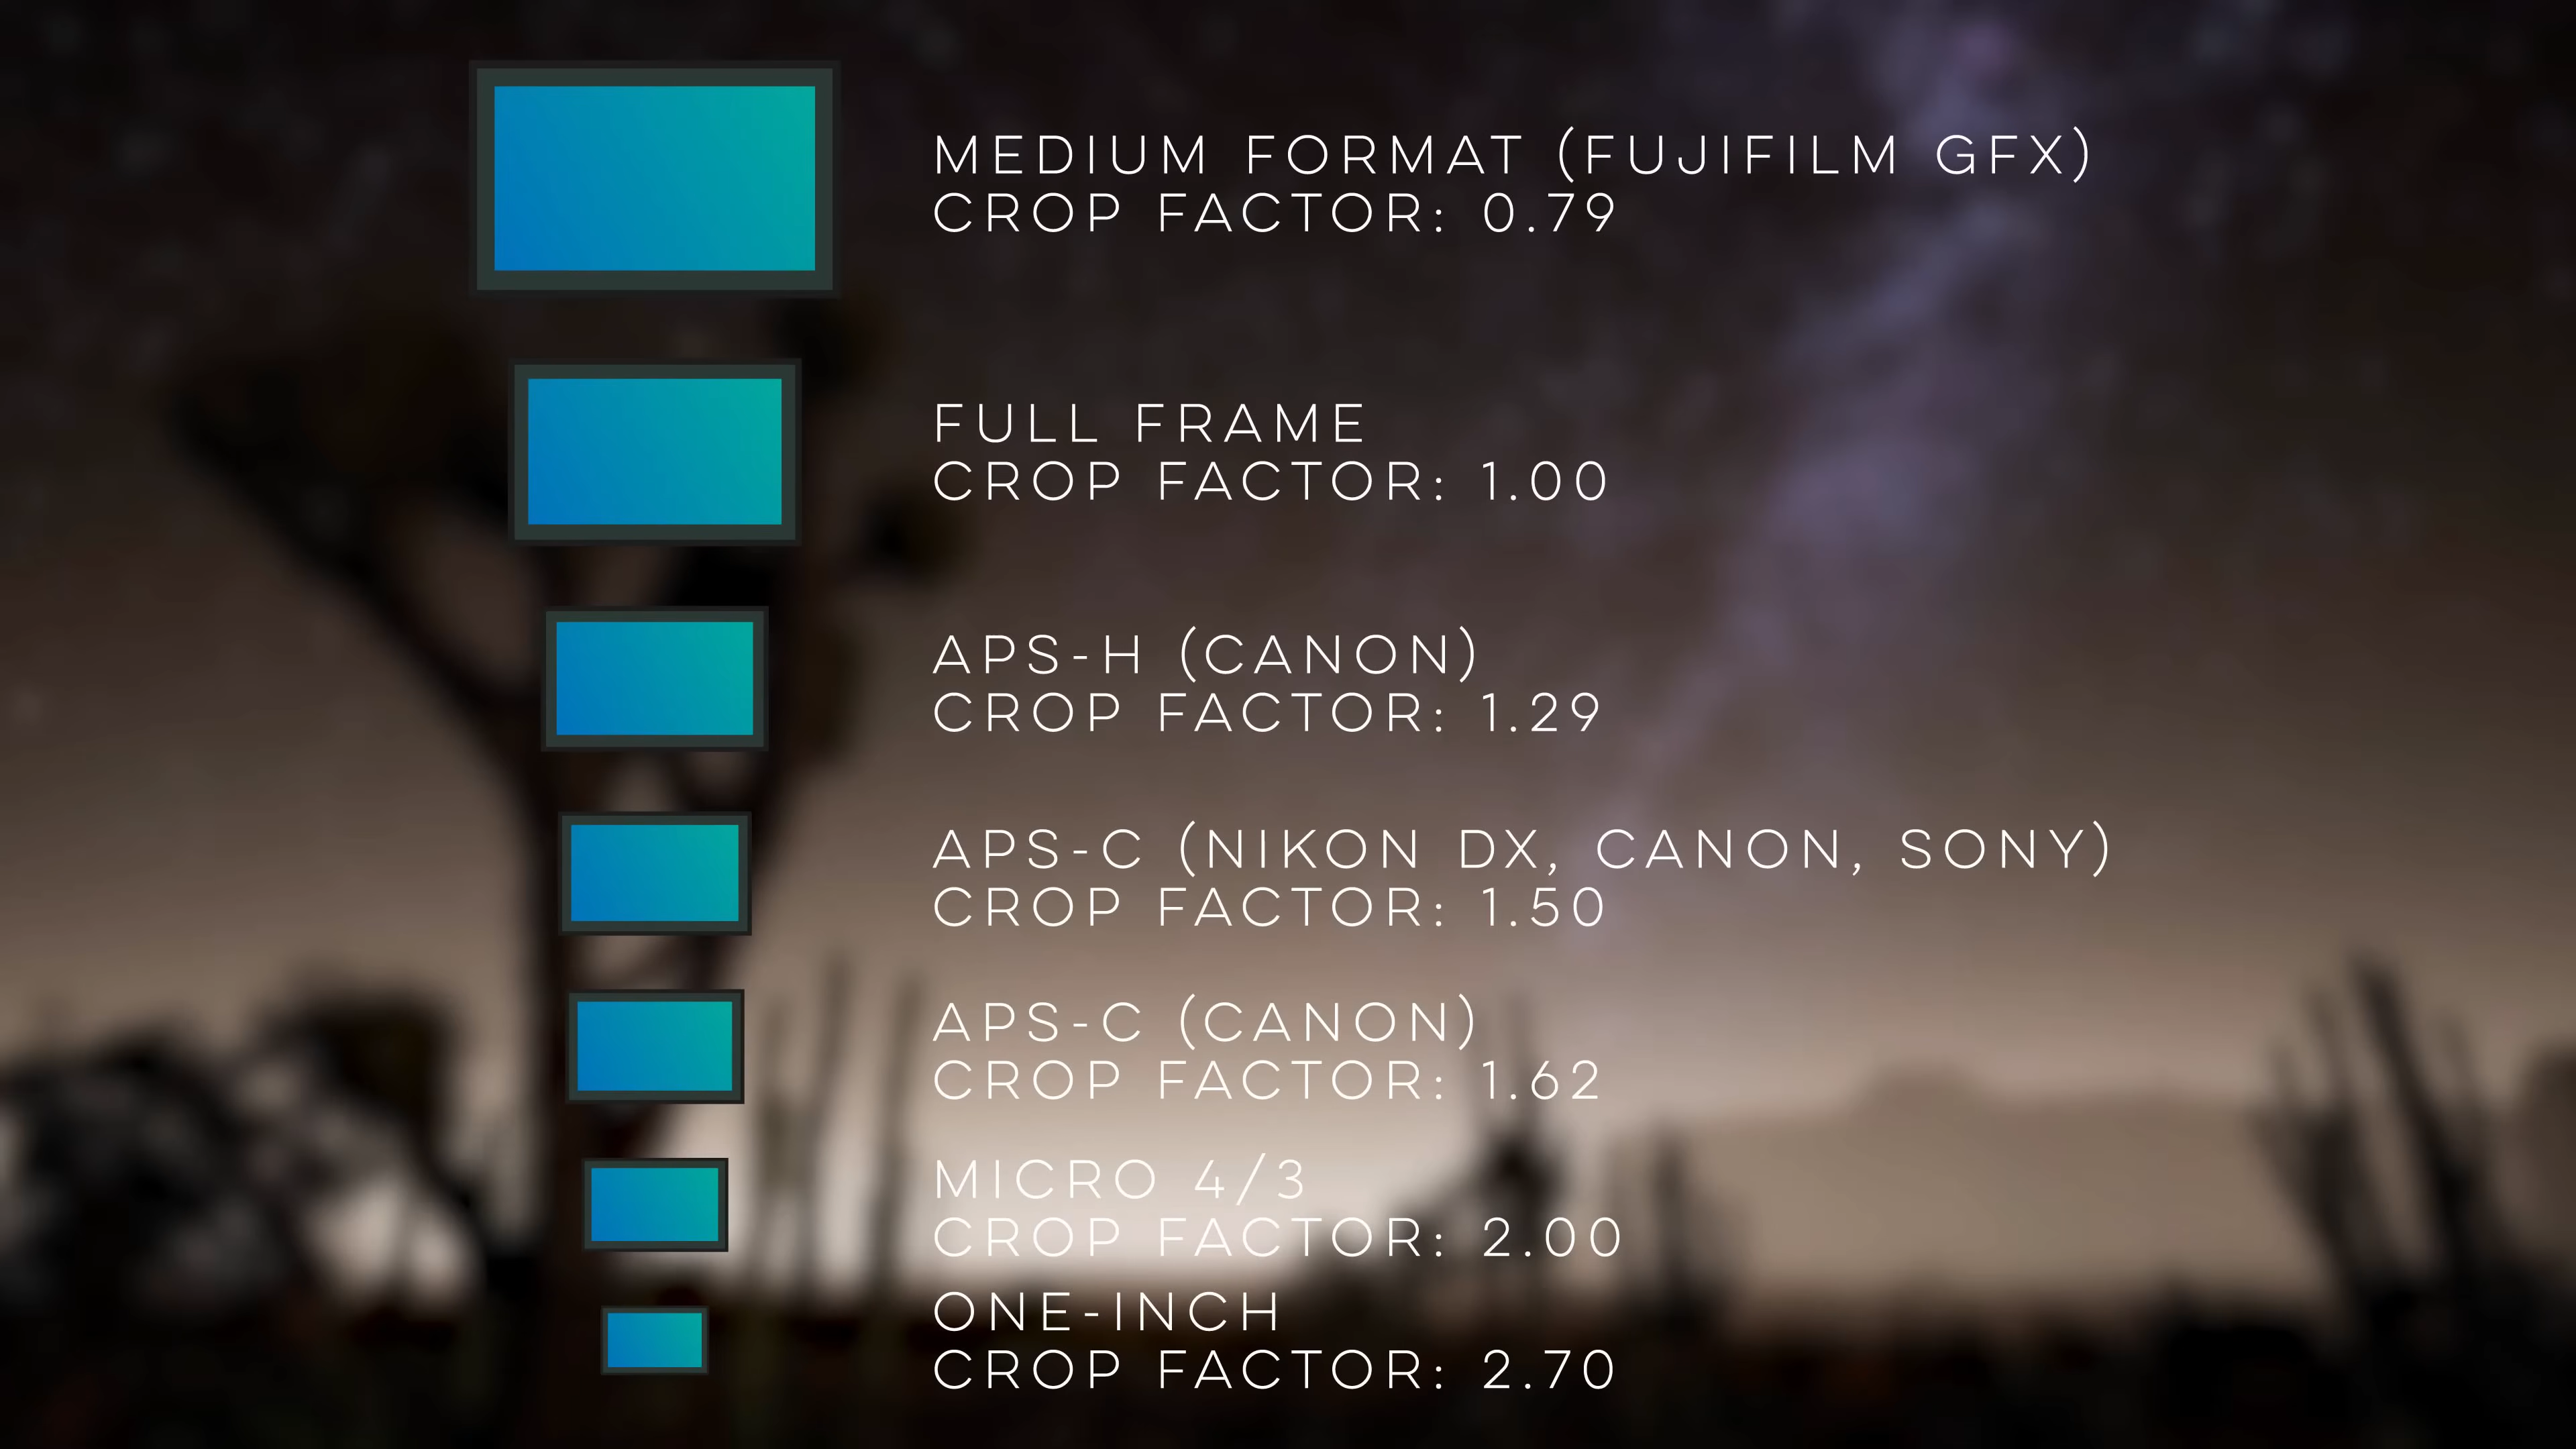 MEDIUM FORMAT (FUJIFILM GFX)
CROP FACTOR: 0.79
FULL FRAME
CROP FACTOR: 1.00
APS-H (CANON)
CROP FACTOR: 1.29
APS-C (NIKON DX, CANON, SONY)
CROP FACTOR: 1.50
APS-C (CANON)
CROP FACTOR: 1.62
MICRO 4/3
CROP FACTOR: 2.00
ONE-INCH
CROP FACTOR: 2.70